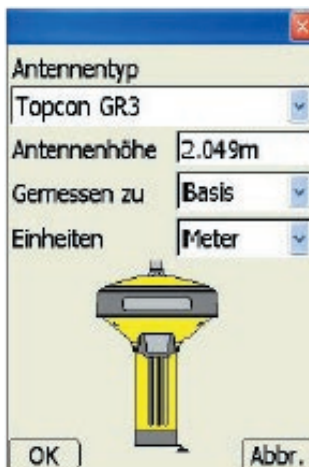 Antennentyp
Topcon GR3
Antennenhöhe 2.049m
Gemessen zu Basis
Einheiten Meter
OK Abbr.